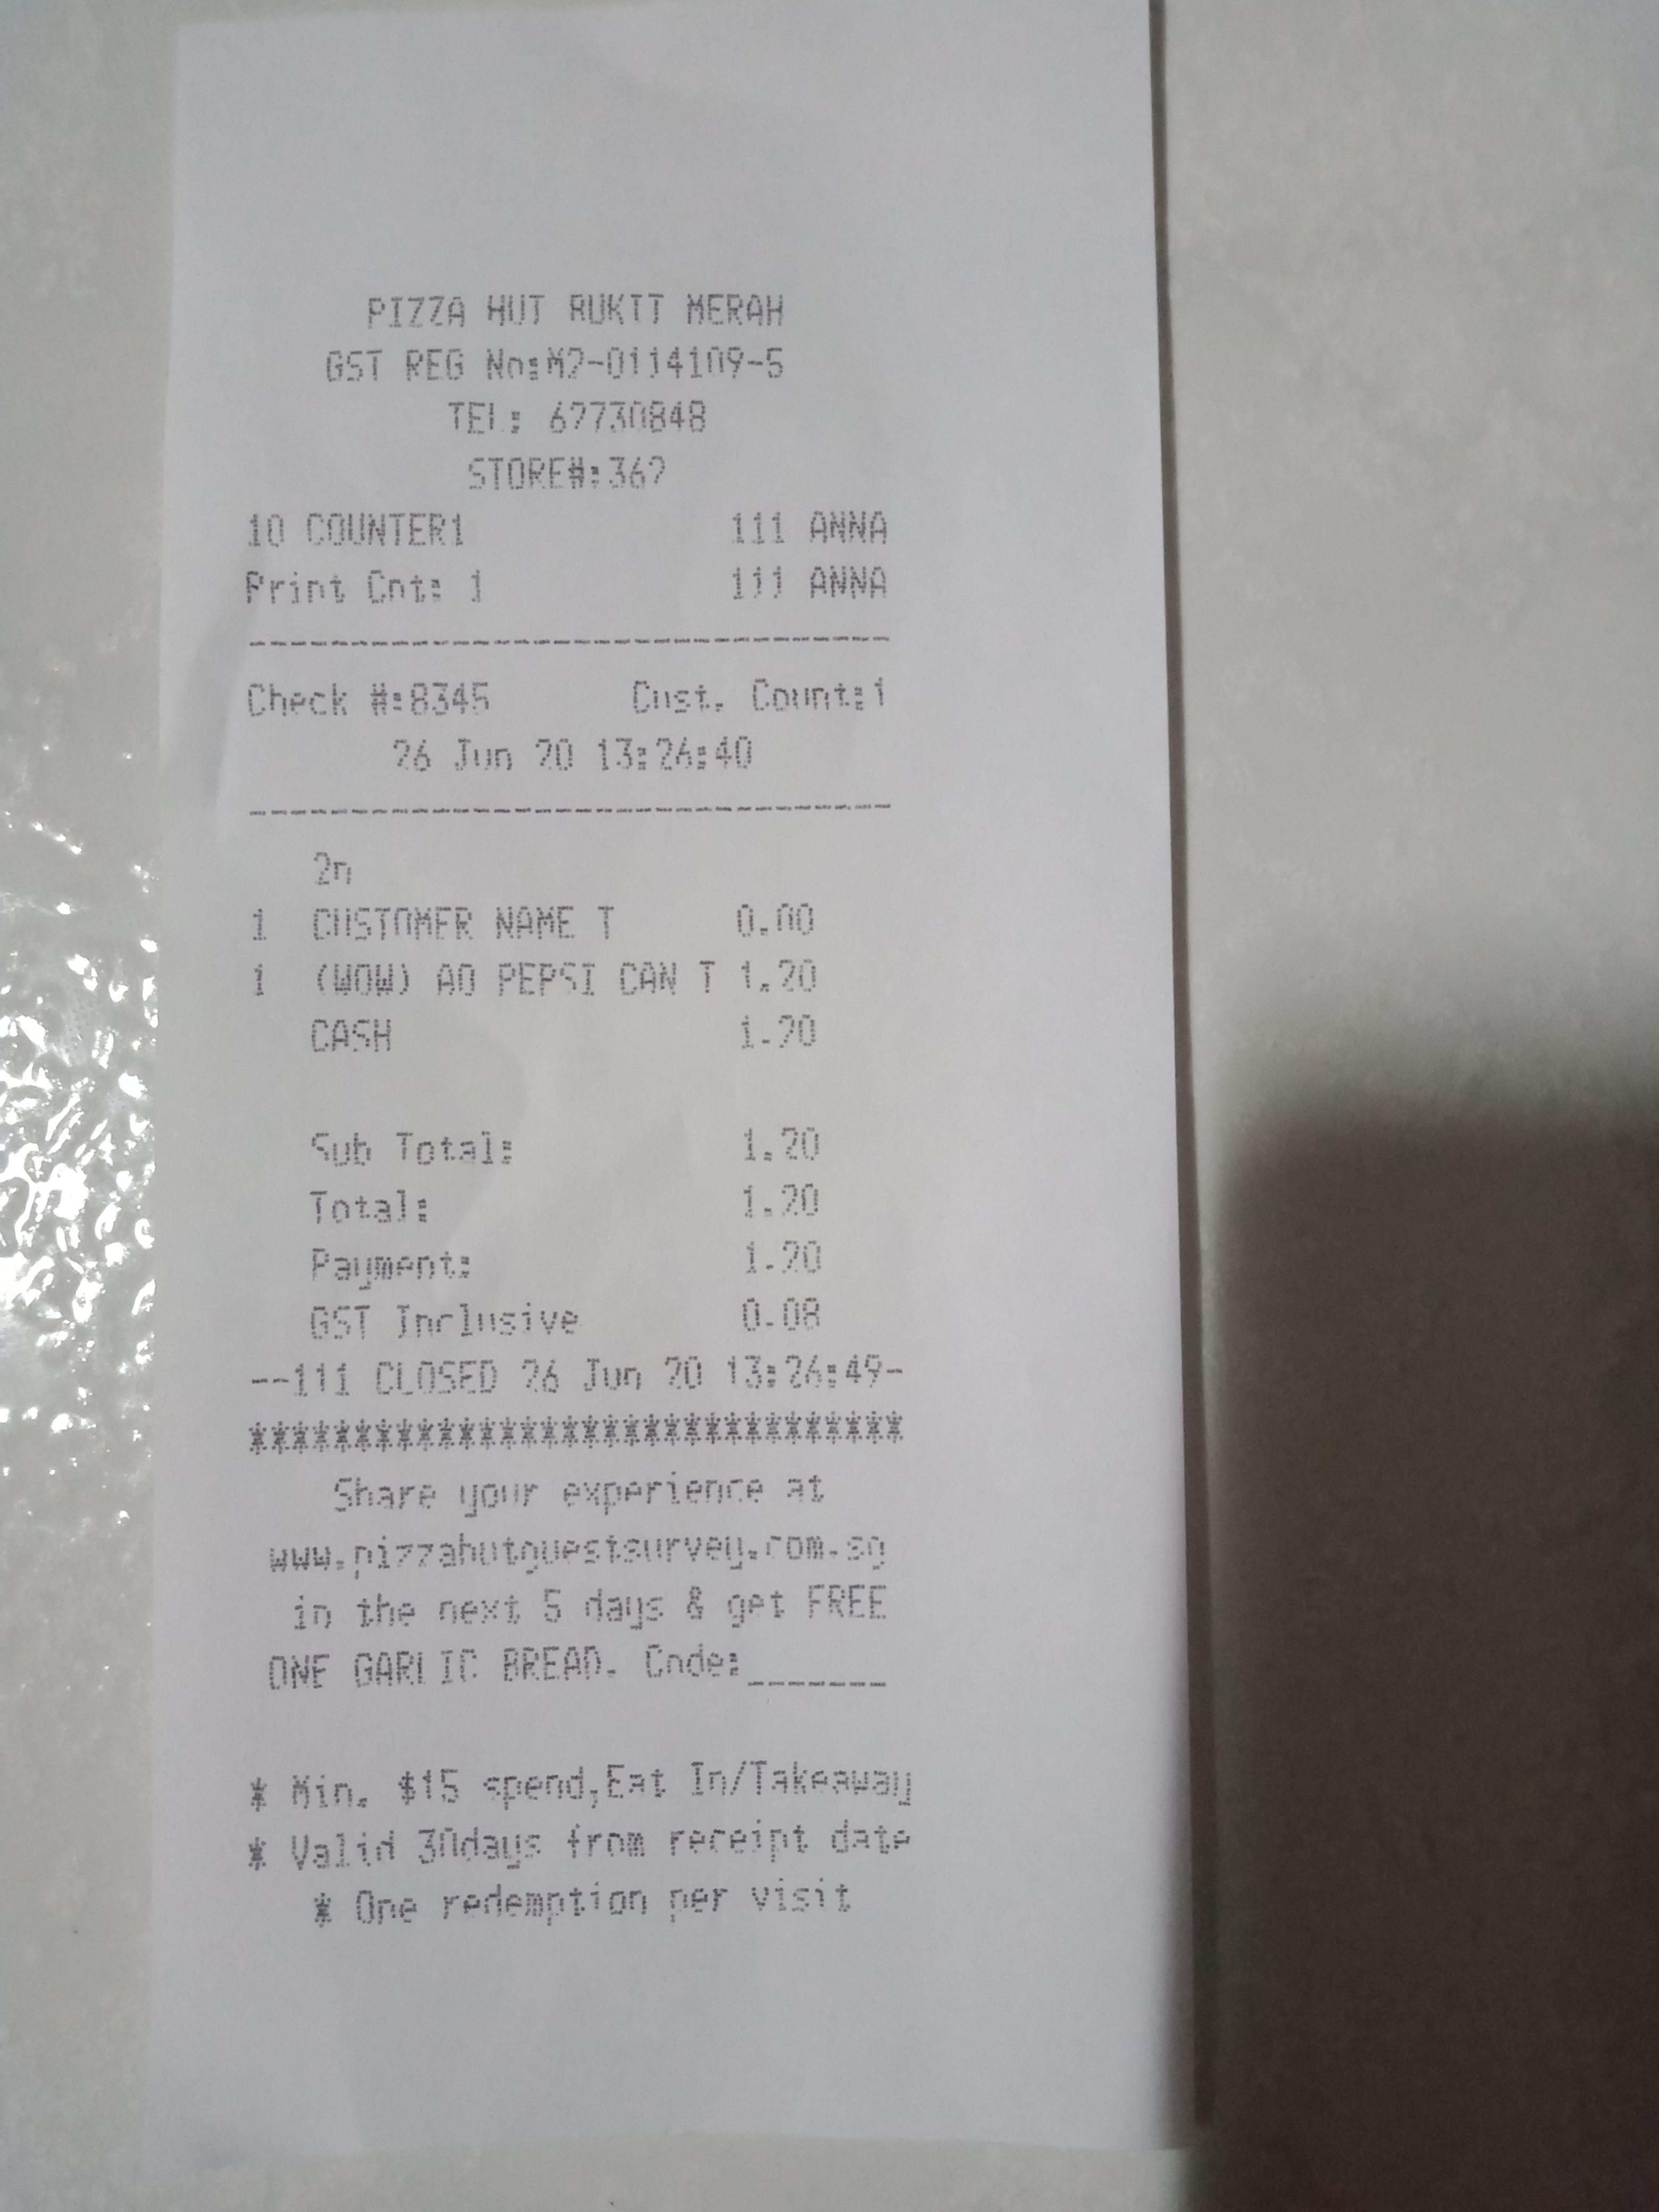 PIZZA HUT BUKIT MERAH
GST REG No:M2-0114109-5
TEL: 62730848
STORE#:362
10 COUNTER1 111 ANNA
Print Cnt: 1 111 ANNA
Check #:8345 Cust. Count:1
26 Jun 20 13:26:40
2n
1 CUSTOMER NAME T 0.00
1 (WOW) AO PEPSI CAN T 1.20
CASH 1.20
Sub Total: 1.20
Total: 1.20
Payment: 1.20
GST Inclusive 0.08
--111 CLOSED 26 Jun 20 13:26:49-
********************************
Share your experience at
www.pizzahutguestsurvey.com.sg
in the next 5 days & get FREE
ONE GARLIC BREAD. Code:_______
* Min. $15 spend,Eat In/Takeaway
* Valid 30days from receipt date
* One redemption per visit